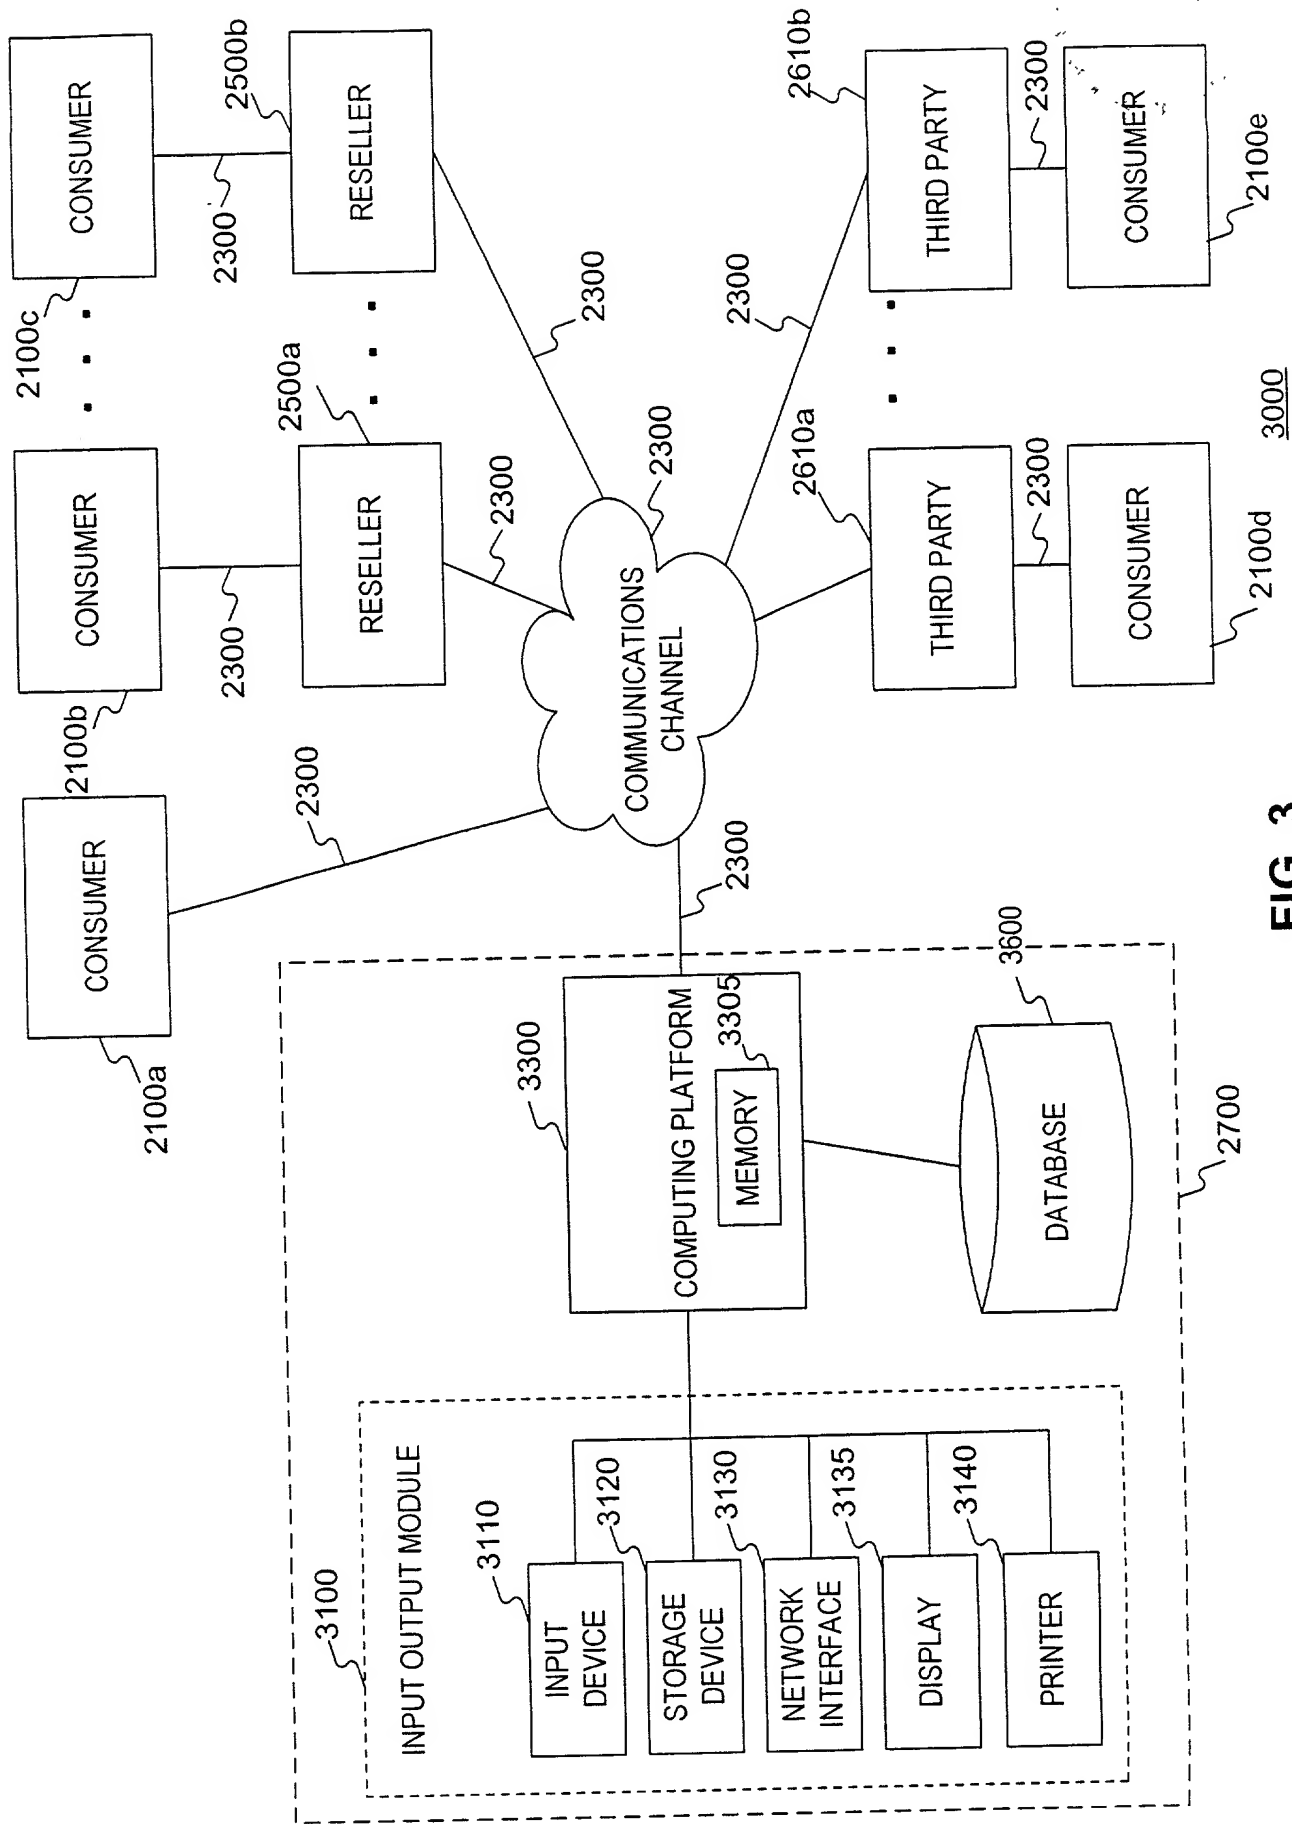 3100
INPUT OUTPUT MODULE
3110
INPUT
DEVICE
3120
STORAGE
DEVICE
3130
NETWORK
INTERFACE
3135
DISPLAY
3140
PRINTER
3300
COMPUTING PLATFORM
3305
MEMORY
3600
DATABASE
2700
2300
COMMUNICATIONS
CHANNEL
2300
2100a
CONSUMER
2300
2100b
CONSUMER
2300
2500a
RESELLER
2300
2100c
CONSUMER
2300
2500b
RESELLER
2300
2610a
THIRD PARTY
2300
CONSUMER
2100d
2300
2610b
THIRD PARTY
2300
CONSUMER
2100e
3000
FIG. 3